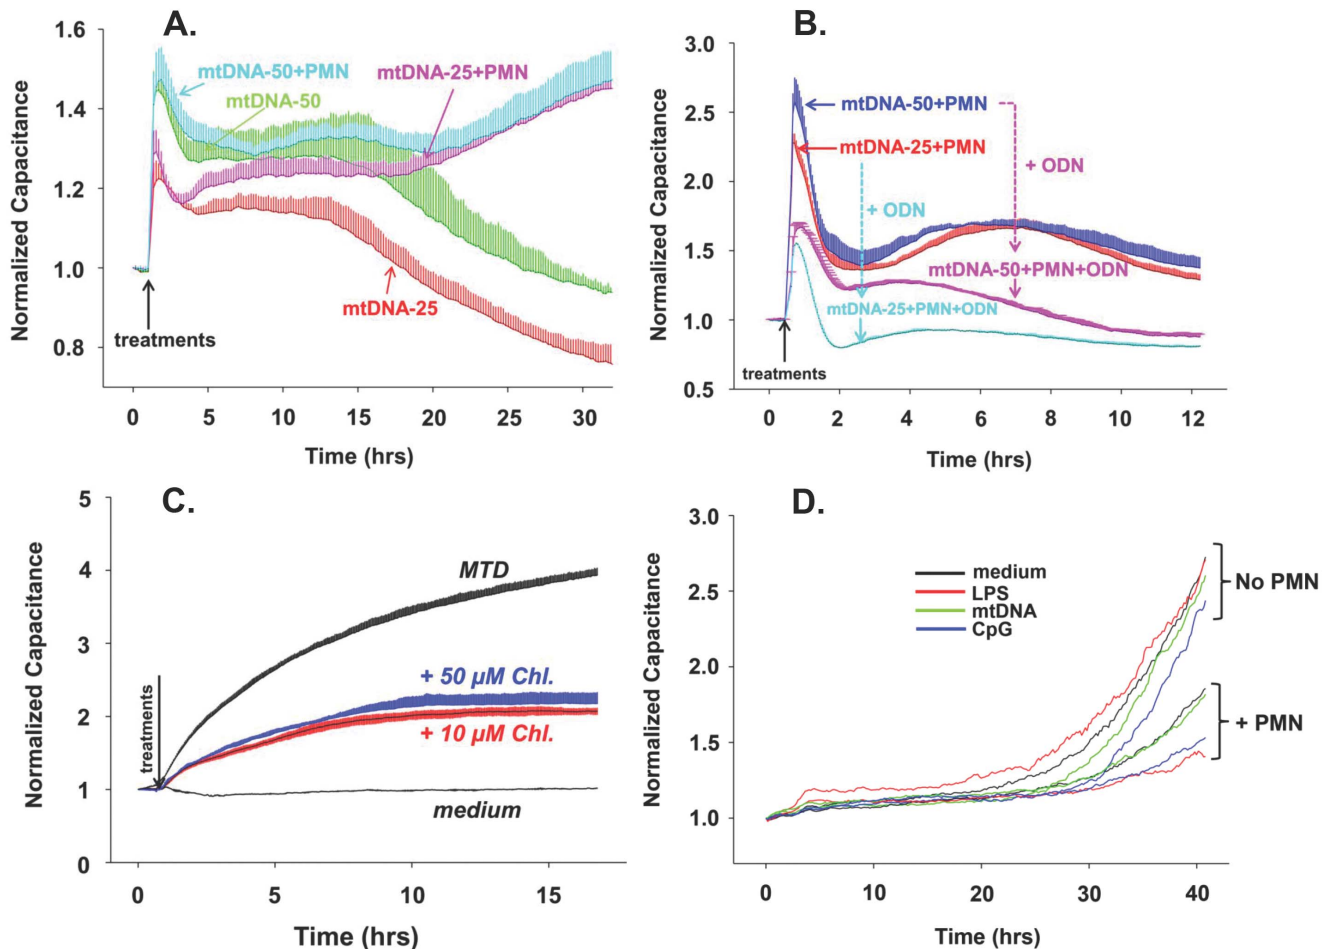 A.
Normalized Capacitance
1.6
1.4
1.2
1.0
0.8
mtDNA-50+PMN
mtDNA-25+PMN
mtDNA-50
mtDNA-25
treatments
0 5 10 15 20 25 30
Time (hrs)
B.
Normalized Capacitance
3.0
2.5
2.0
1.5
1.0
0.5
mtDNA-50+PMN
mtDNA-25+PMN
+ ODN
+ ODN
mtDNA-50+PMN+ODN
mtDNA-25+PMN+ODN
treatments
0 2 4 6 8 10 12
Time (hrs)
C.
Normalized Capacitance
5
4
3
2
1
0
treatments
MTD
+ 50 µM Chl.
+ 10 µM Chl.
medium
0 5 10 15
Time (hrs)
D.
Normalized Capacitance
3.0
2.5
2.0
1.5
1.0
medium
LPS
mtDNA
CpG
No PMN
+ PMN
0 10 20 30 40
Time (hrs)